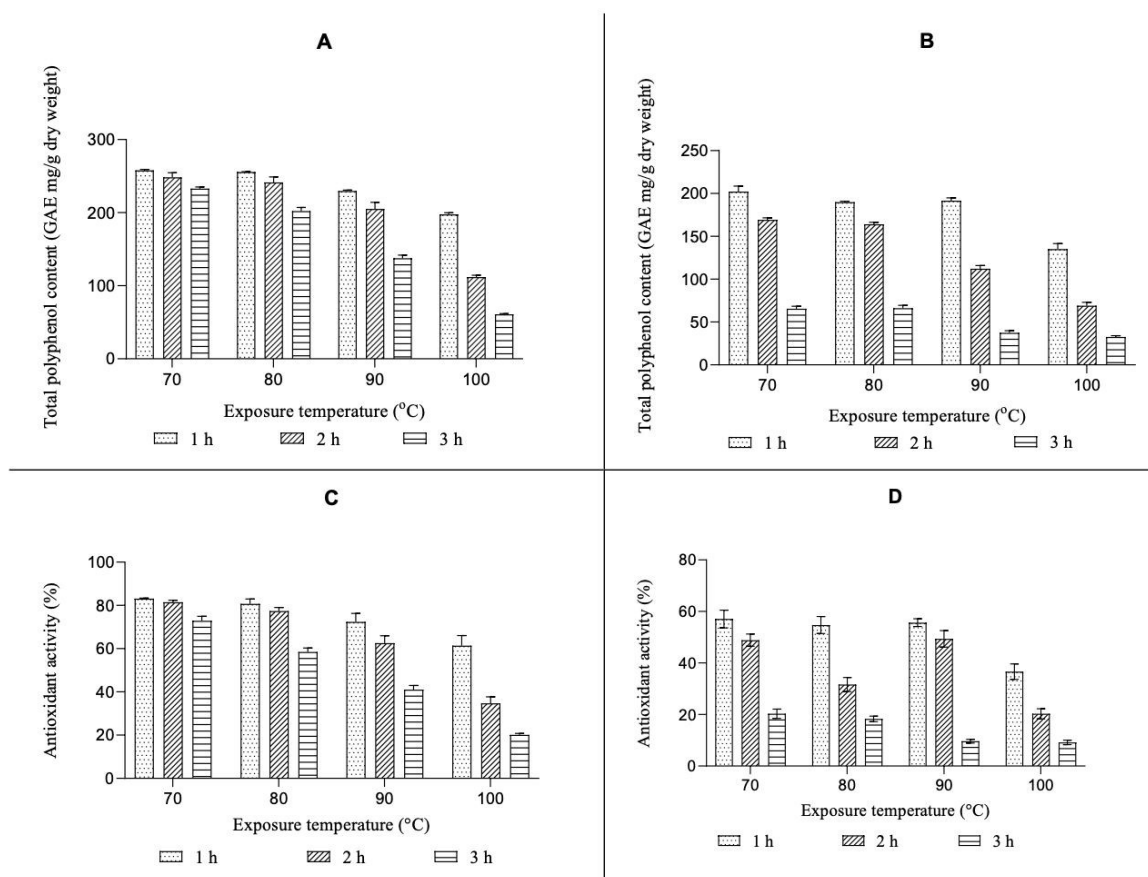 A
Total polyphenol content (GAE mg/g dry weight)
300
200
100
0
70 80 90 100
Exposure temperature (°C)
1 h 2 h 3 h
B
Total polyphenol content (GAE mg/g dry weight)
250
200
150
100
50
0
70 80 90 100
Exposure temperature (°C)
1 h 2 h 3 h
C
Antioxidant activity (%)
100
80
60
40
20
0
70 80 90 100
Exposure temperature (°C)
1 h 2 h 3 h
D
Antioxidant activity (%)
80
60
40
20
0
70 80 90 100
Exposure temperature (°C)
1 h 2 h 3 h